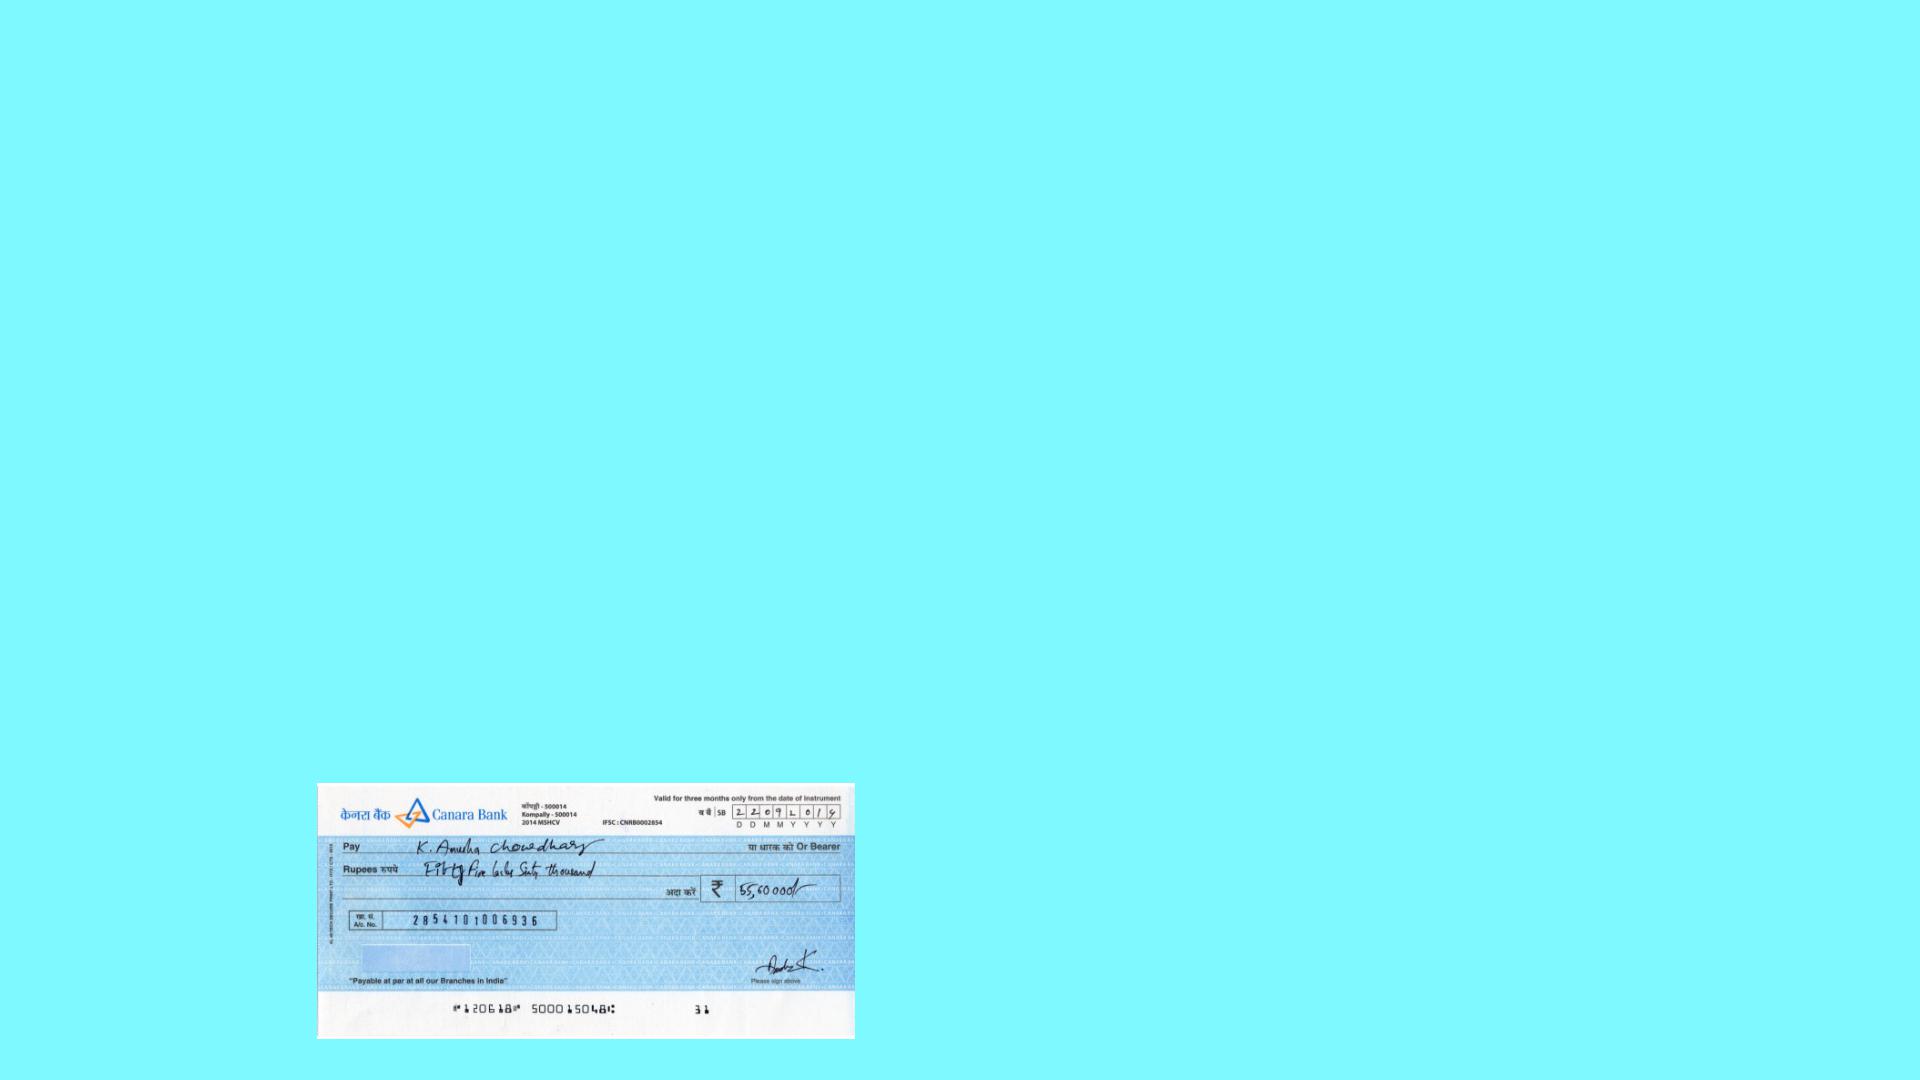 Valid for three months only from the date of Instrument
केनरा बैंक Canara Bank
कोंपल्ली - 500014
Kompally - 500014
2014 MSHCV
IFSC : CNRB0002854
ब बैं SB 2 2 0 9 2 0 1 4
D D M M Y Y Y Y
Pay K. Anusha Chowdhary या धारक को Or Bearer
Rupees रुपये Fifty Five lacks Sixty thousand
अदा करें ₹ 55,60 000/-
खा. सं.
A/c. No. 2854101006936
"Payable at par at all our Branches in India"
Please sign above
⑈120618⑈ 500015048⑆ 31